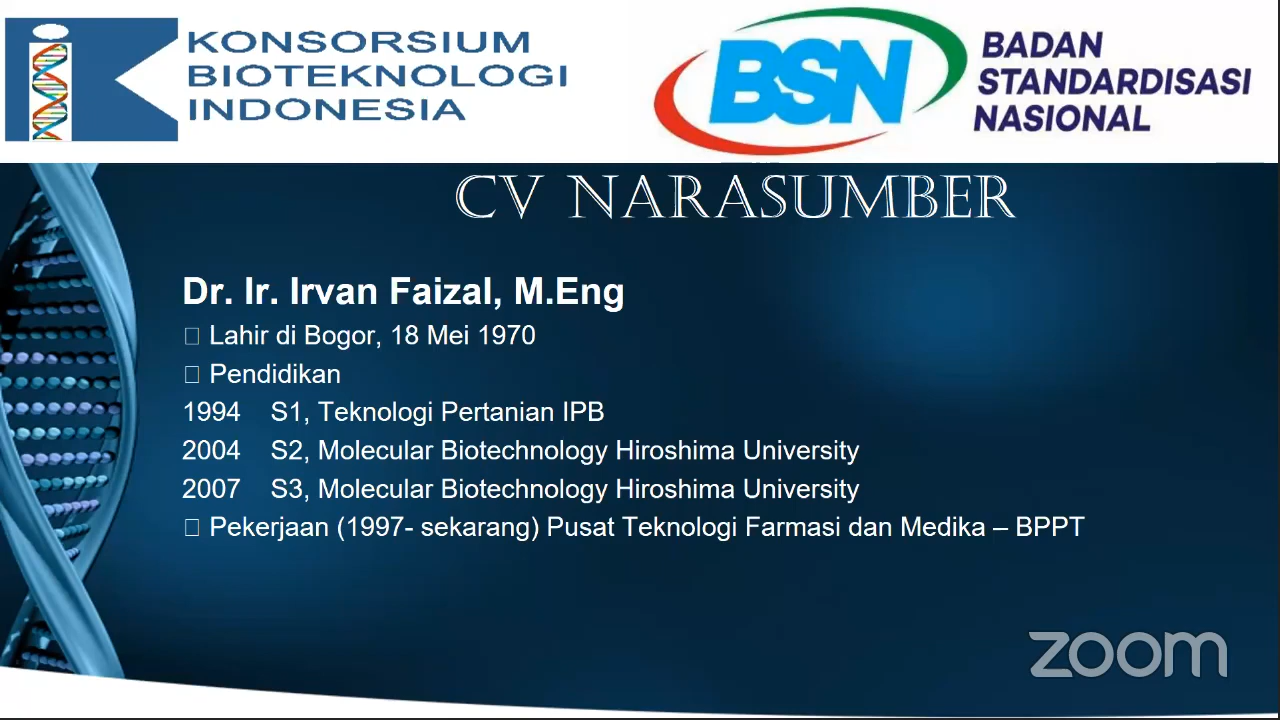 KONSORSIUM
BIOTEKNOLOGI
INDONESIA
BSN
BADAN
STANDARDISASI
NASIONAL
CV NARASUMBER
Dr. Ir. Irvan Faizal, M.Eng
Lahir di Bogor, 18 Mei 1970
Pendidikan
1994 S1, Teknologi Pertanian IPB
2004 S2, Molecular Biotechnology Hiroshima University
2007 S3, Molecular Biotechnology Hiroshima University
Pekerjaan (1997- sekarang) Pusat Teknologi Farmasi dan Medika – BPPT
zoom